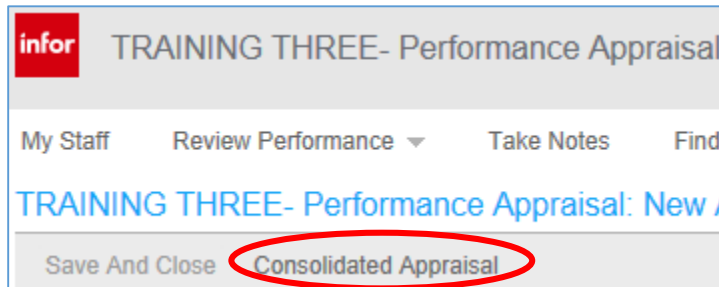 infor TRAINING THREE- Performance Appraisal
My Staff Review Performance Take Notes Find
TRAINING THREE- Performance Appraisal: New
Save And Close Consolidated Appraisal